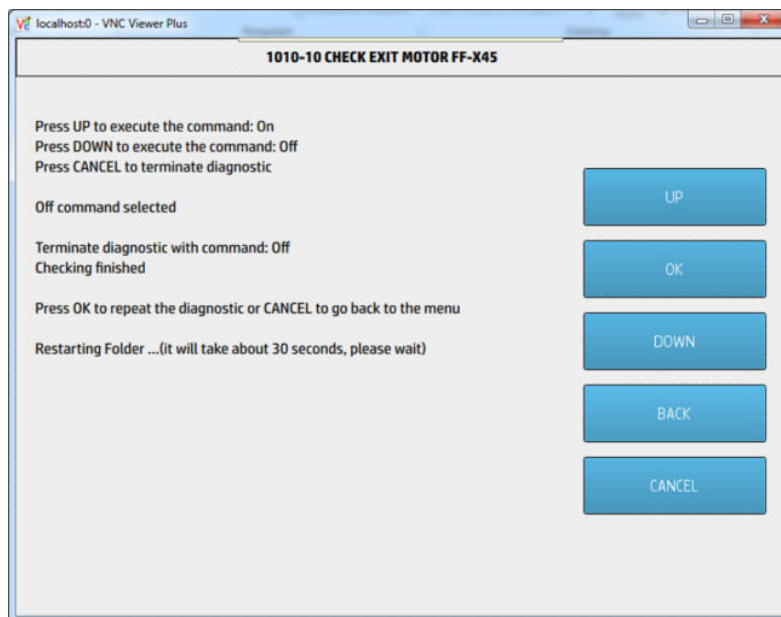 localhost:0 - VNC Viewer Plus
1010-10 CHECK EXIT MOTOR FF-X45
Press UP to execute the command: On
Press DOWN to execute the command: Off
Press CANCEL to terminate diagnostic
Off command selected
Terminate diagnostic with command: Off
Checking finished
Press OK to repeat the diagnostic or CANCEL to go back to the menu
Restarting Folder ...(it will take about 30 seconds, please wait)
UP
OK
DOWN
BACK
CANCEL